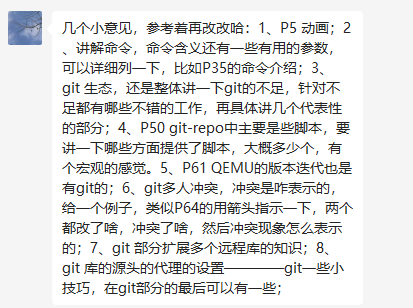 几个小意见，参考着再改改哈：1、P5 动画；2
、讲解命令，命令含义还有一些有用的参数，
可以详细列一下，比如P35的命令介绍；3、
git 生态，还是整体讲一下git的不足，针对不
足都有哪些不错的工作，再具体讲几个代表性
的部分；4、P50 git-repo中主要是些脚本，要
讲一下哪些方面提供了脚本，大概多少个，有
个宏观的感觉。5、P61 QEMU的版本迭代也是
有git的；6、git多人冲突，冲突是咋表示的，
给一个例子，类似P64的用箭头指示一下，两个
都改了啥，冲突了啥，然后冲突现象怎么表示
的；7、git 部分扩展多个远程库的知识；8、
git 库的源头的代理的设置————git一些小
技巧，在git部分的最后可以有一些；